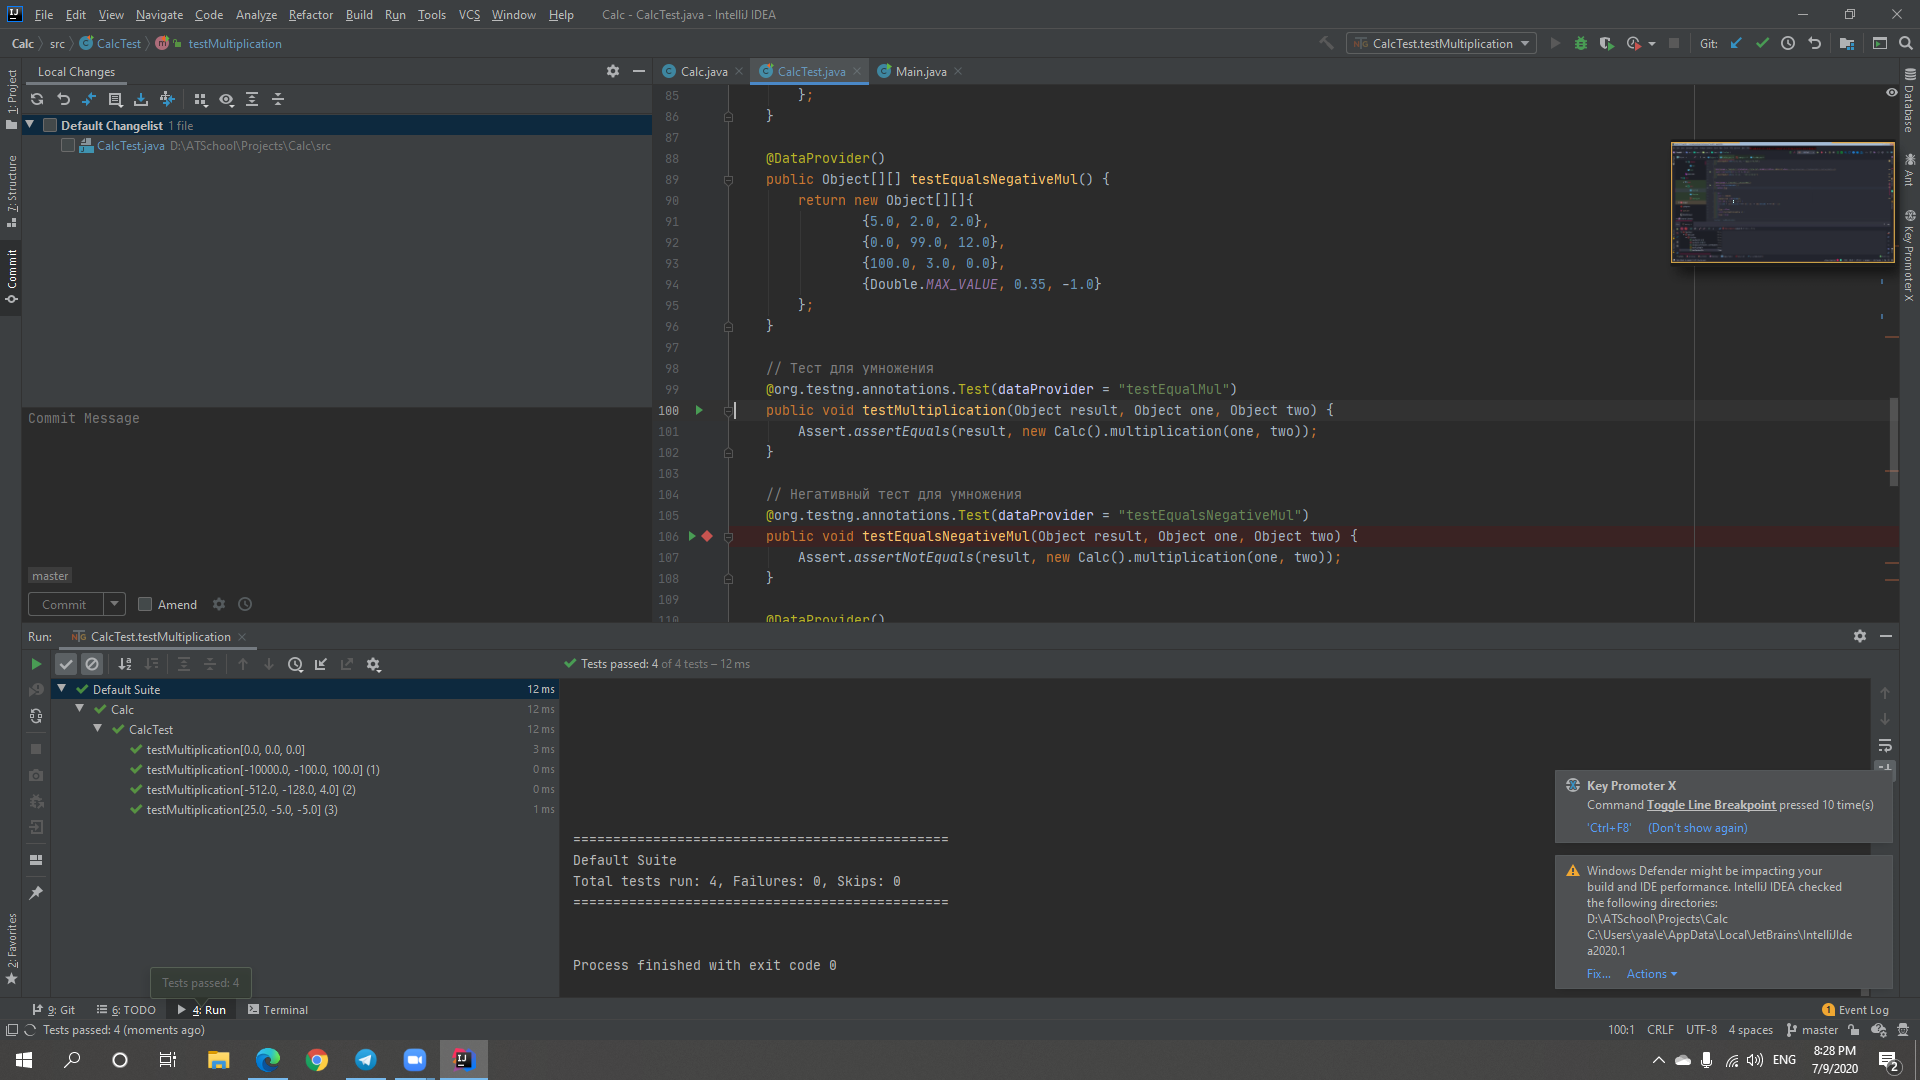 File Edit View Navigate Code Analyze Refactor Build Run Tools VCS Window Help Calc - CalcTest.java - IntelliJ IDEA
Calc src CalcTest testMultiplication
CalcTest.testMultiplication Git:
1: Project
7: Structure
Commit
2: Favorites
Local Changes
Default Changelist 1 file
CalcTest.java D:\ATSchool\Projects\Calc\src
Commit Message
master
Commit Amend
Calc.java CalcTest.java Main.java
85 };
86 }
87
88 @DataProvider()
89 public Object[][] testEqualsNegativeMul() {
90 return new Object[][]{
91 {5.0, 2.0, 2.0},
92 {0.0, 99.0, 12.0},
93 {100.0, 3.0, 0.0},
94 {Double.MAX_VALUE, 0.35, -1.0}
95 };
96 }
97
98 // Тест для умножения
99 @org.testng.annotations.Test(dataProvider = "testEqualMul")
100 public void testMultiplication(Object result, Object one, Object two) {
101 Assert.assertEquals(result, new Calc().multiplication(one, two));
102 }
103
104 // Негативный тест для умножения
105 @org.testng.annotations.Test(dataProvider = "testEqualsNegativeMul")
106 public void testEqualsNegativeMul(Object result, Object one, Object two) {
107 Assert.assertNotEquals(result, new Calc().multiplication(one, two));
108 }
109
110 @DataProvider()
Database
Ant
Key Promoter X
Run: CalcTest.testMultiplication
Tests passed: 4 of 4 tests – 12 ms
Default Suite 12 ms
Calc 12 ms
CalcTest 12 ms
testMultiplication[0.0, 0.0, 0.0] 3 ms
testMultiplication[-10000.0, -100.0, 100.0] (1) 0 ms
testMultiplication[-512.0, -128.0, 4.0] (2) 0 ms
testMultiplication[25.0, -5.0, -5.0] (3) 1 ms
===============================================
Default Suite
Total tests run: 4, Failures: 0, Skips: 0
===============================================
Process finished with exit code 0
Key Promoter X
Command Toggle Line Breakpoint pressed 10 time(s)
'Ctrl+F8' (Don't show again)
Windows Defender might be impacting your
build and IDE performance. IntelliJ IDEA checked
the following directories:
D:\ATSchool\Projects\Calc
C:\Users\yaale\AppData\Local\JetBrains\IntelliJIde
a2020.1
Fix... Actions
Tests passed: 4
9: Git 6: TODO 4: Run Terminal 1 Event Log
Tests passed: 4 (moments ago) 100:1 CRLF UTF-8 4 spaces master
ENG 8:28 PM
7/9/2020 2